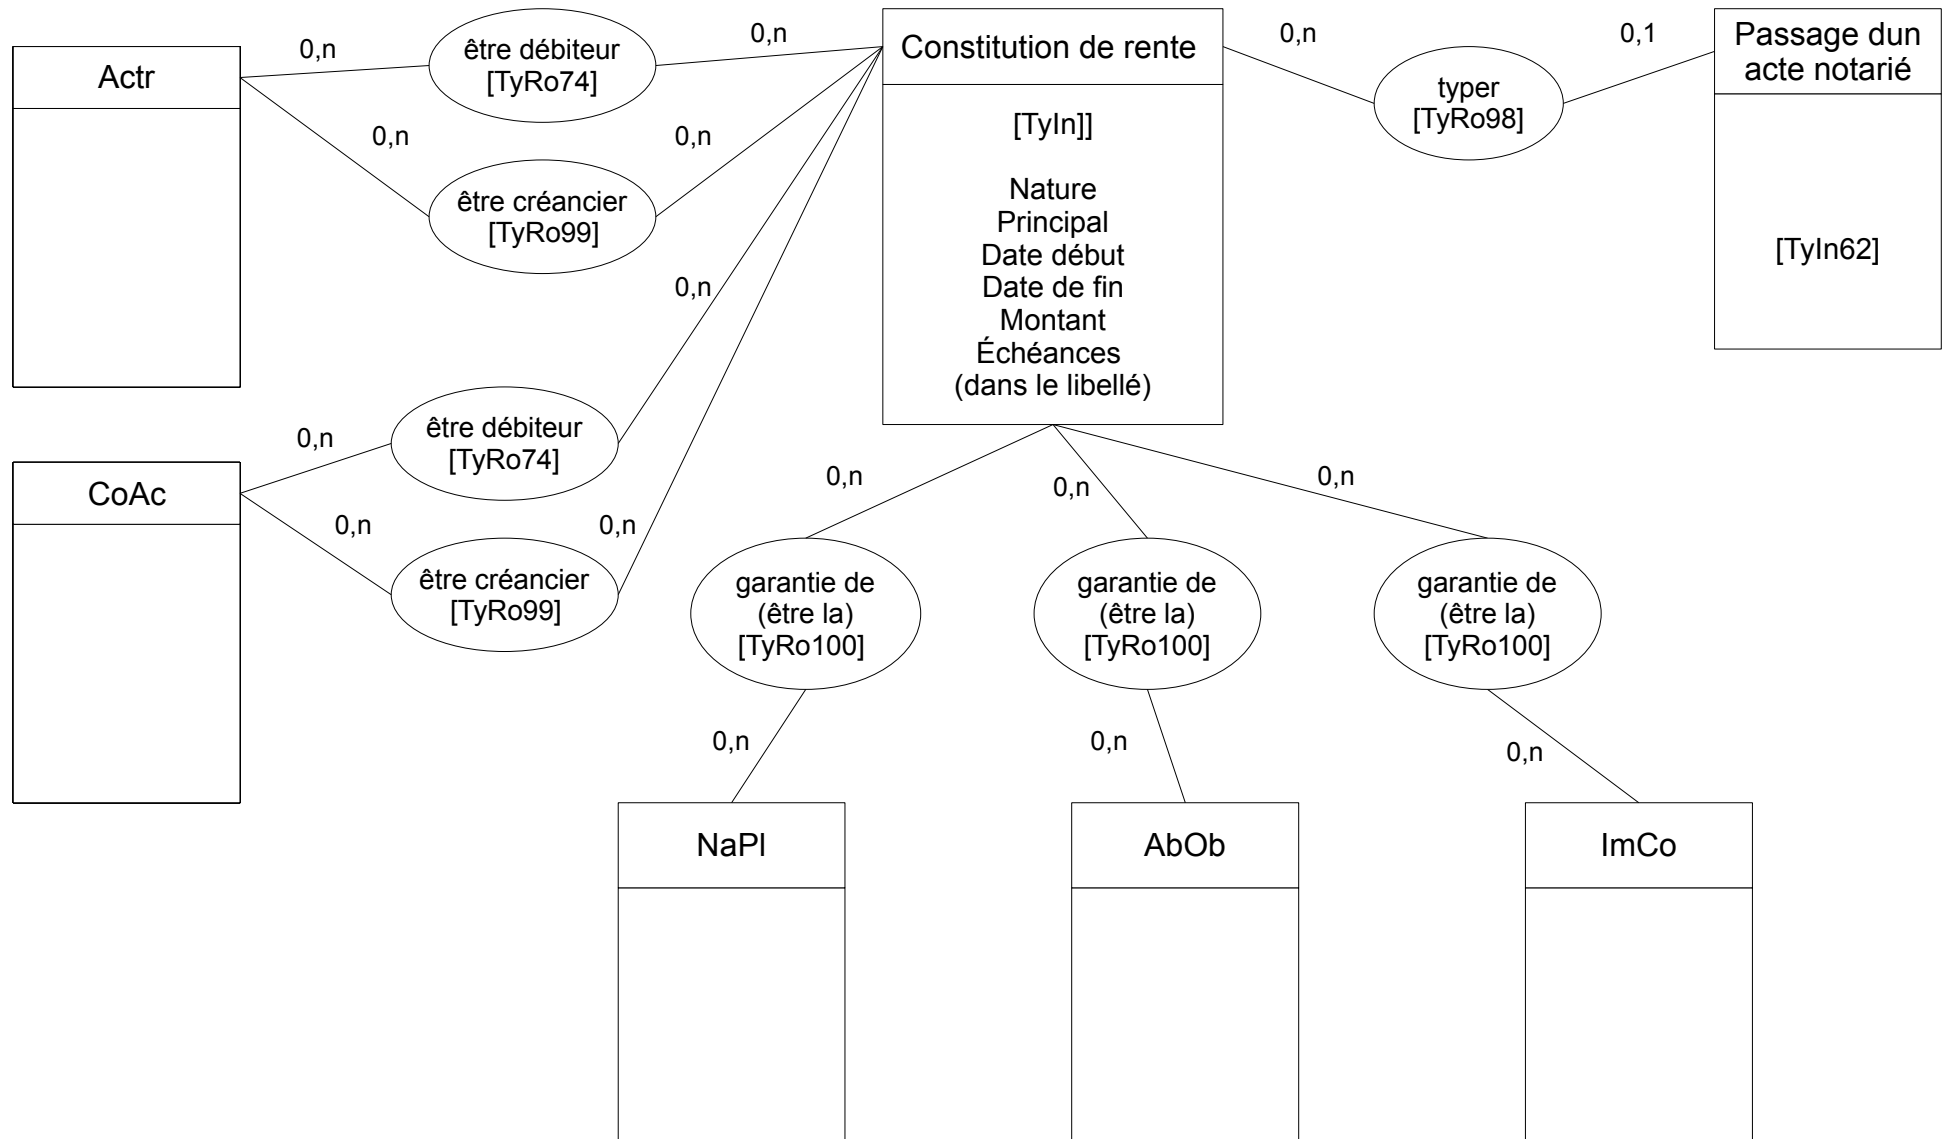 Actr
0,n
être débiteur
[TyRo74]
0,n
0,n
être créancier
[TyRo99]
0,n
Constitution de rente
[TyIn]]
Nature
Principal
Date début
Date de fin
Montant
Échéances
(dans le libellé)
0,n
typer
[TyRo98]
0,1
Passage dun
acte notarié
[TyIn62]
CoAc
0,n
être débiteur
[TyRo74]
0,n
0,n
être créancier
[TyRo99]
0,n
0,n
garantie de
(être la)
[TyRo100]
0,n
NaPl
0,n
garantie de
(être la)
[TyRo100]
0,n
AbOb
0,n
garantie de
(être la)
[TyRo100]
0,n
ImCo